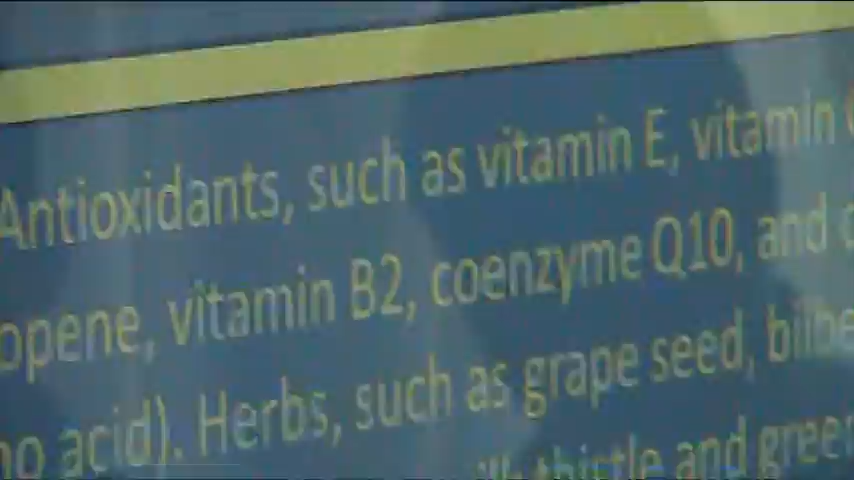 Antioxidants, such as vitamin E, vitamin
opene, vitamin B2, coenzyme Q10, and
no acid). Herbs, such as grape seed, bilbe
thistle and green